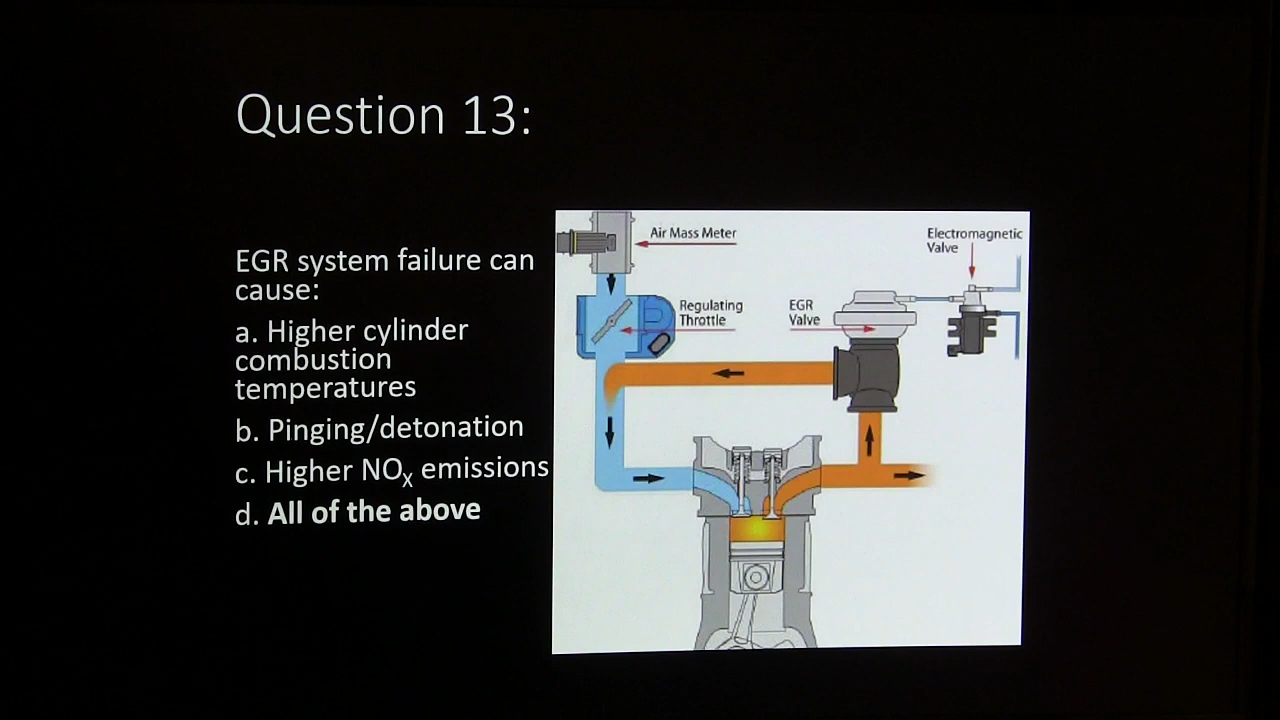 Question 13:
EGR system failure can
cause:
a. Higher cylinder
combustion
temperatures
b. Pinging/detonation
c. Higher NOX emissions
d. All of the above
Air Mass Meter
Electromagnetic
Valve
Regulating
Throttle
EGR
Valve